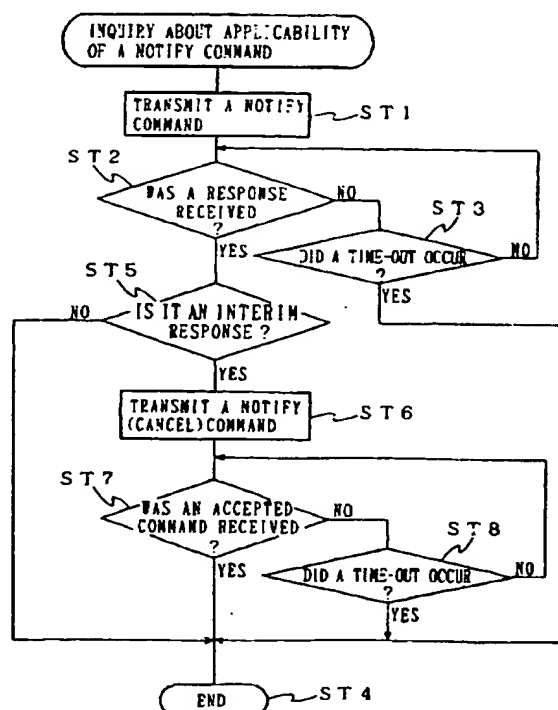 INQUIRY ABOUT APPLICABILITY
OF A NOTIFY COMMAND
TRANSMIT A NOTIFY
COMMAND
ST1
ST2
WAS A RESPONSE
RECEIVED
?
NO
YES
ST3
DID A TIME-OUT OCCUR
?
NO
YES
ST5
IS IT AN INTERIM
RESPONSE?
NO
YES
TRANSMIT A NOTIFY
(CANCEL)COMMAND
ST6
ST7
WAS AN ACCEPTED
COMMAND RECEIVED
?
NO
YES
ST8
DID A TIME-OUT OCCUR
?
NO
YES
END
ST4